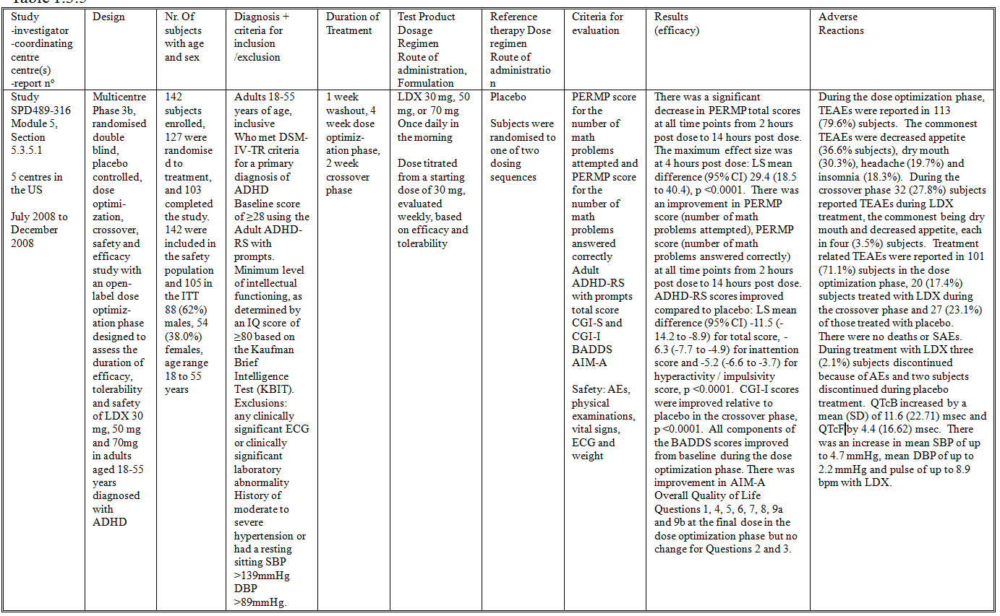 Study
-investigator
-coordinating
centre
centre(s)
-report nº
Design
Nr. Of
subjects
with age
and sex
Diagnosis +
criteria for
inclusion
/exclusion
Duration of
Treatment
Test Product
Dosage
Regimen
Route of
administration,
Formulation
Reference
therapy Dose
regimen
Route of
administratio
n
Criteria for
evaluation
Results
(efficacy)
Adverse
Reactions
Study
SPD489-316
Module 5,
Section
5.3.5.1
5 centres in
the US
July 2008 to
December
2008
Multicentre
Phase 3b,
randomised
double
blind,
placebo
controlled,
dose
optimi-
zation,
crossover,
safety and
efficacy
study with
an open-
label dose
optimiz-
ation phase
designed to
assess the
duration of
efficacy,
tolerability
and safety
of LDX 30
mg, 50 mg
and 70mg
in adults
aged 18-55
years
diagnosed
with
ADHD
142
subjects
enrolled,
127 were
randomise
d to
treatment,
and 103
completed
the study.
142 were
included in
the safety
population
and 105 in
the ITT
88 (62%)
males, 54
(38.0%)
females,
age range
18 to 55
years
Adults 18-55
years of age,
inclusive
Who met DSM-
IV-TR criteria
for a primary
diagnosis of
ADHD
Baseline score
of ≥28 using the
Adult ADHD-
RS with
prompts.
Minimum level
of intellectual
functioning, as
determined by
an IQ score of
≥80 based on
the Kaufman
Brief
Intelligence
Test (KBIT).
Exclusions:
any clinically
significant ECG
or clinically
significant
laboratory
abnormality
History of
moderate to
severe
hypertension or
had a resting
sitting SBP
>139mmHg
DBP
>89mmHg.
1 week
washout, 4
week dose
optimiz-
ation phase,
2 week
crossover
phase
LDX 30 mg, 50
mg, or 70 mg
Once daily in
the morning
Dose titrated
from a starting
dose of 30 mg,
evaluated
weekly, based
on efficacy and
tolerability
Placebo
Subjects were
randomised to
one of two
dosing
sequences
PERMP score
for the
number of
math
problems
attempted and
PERMP score
for the
number of
math
problems
answered
correctly
Adult
ADHD-RS
with prompts
total score
CGI-S and
CGI-I
BADDS
AIM-A
Safety: AEs,
physical
examinations,
vital signs,
ECG and
weight
There was a significant
decrease in PERMP total scores
at all time points from 2 hours
post dose to 14 hours post dose.
The maximum effect size was
at 4 hours post dose: LS mean
difference (95% CI) 29.4 (18.5
to 40.4), p <0.0001. There was
an improvement in PERMP
score (number of math
problems attempted), PERMP
score (number of math
problems answered correctly)
at all time points from 2 hours
post dose to 14 hours post dose.
ADHD-RS scores improved
compared to placebo: LS mean
difference (95% CI) -11.5 (-
14.2 to -8.9) for total score, -
6.3 (-7.7 to -4.9) for inattention
score and -5.2 (-6.6 to -3.7) for
hyperactivity / impulsivity
score, p <0.0001. CGI-I scores
were improved relative to
placebo in the crossover phase,
p <0.0001. All components of
the BADDS scores improved
from baseline during the dose
optimization phase. There was
improvement in AIM-A
Overall Quality of Life
Questions 1, 4, 5, 6, 7, 8, 9a
and 9b at the final dose in the
dose optimization phase but no
change for Questions 2 and 3.
During the dose optimization phase,
TEAEs were reported in 113
(79.6%) subjects. The commonest
TEAEs were decreased appetite
(36.6% subjects), dry mouth
(30.3%), headache (19.7%) and
insomnia (18.3%). During the
crossover phase 32 (27.8%) subjects
reported TEAEs during LDX
treatment, the commonest being dry
mouth and decreased appetite, each
in four (3.5%) subjects. Treatment
related TEAEs were reported in 101
(71.1%) subjects in the dose
optimization phase, 20 (17.4%)
subjects treated with LDX during
the crossover phase and 27 (23.1%)
of those treated with placebo.
There were no deaths or SAEs.
During treatment with LDX three
(2.1%) subjects discontinued
because of AEs and two subjects
discontinued during placebo
treatment. QTcB increased by a
mean (SD) of 11.6 (22.71) msec and
QTcF by 4.4 (16.62) msec. There
was an increase in mean SBP of up
to 4.7 mmHg, mean DBP of up to
2.2 mmHg and pulse of up to 8.9
bpm with LDX.